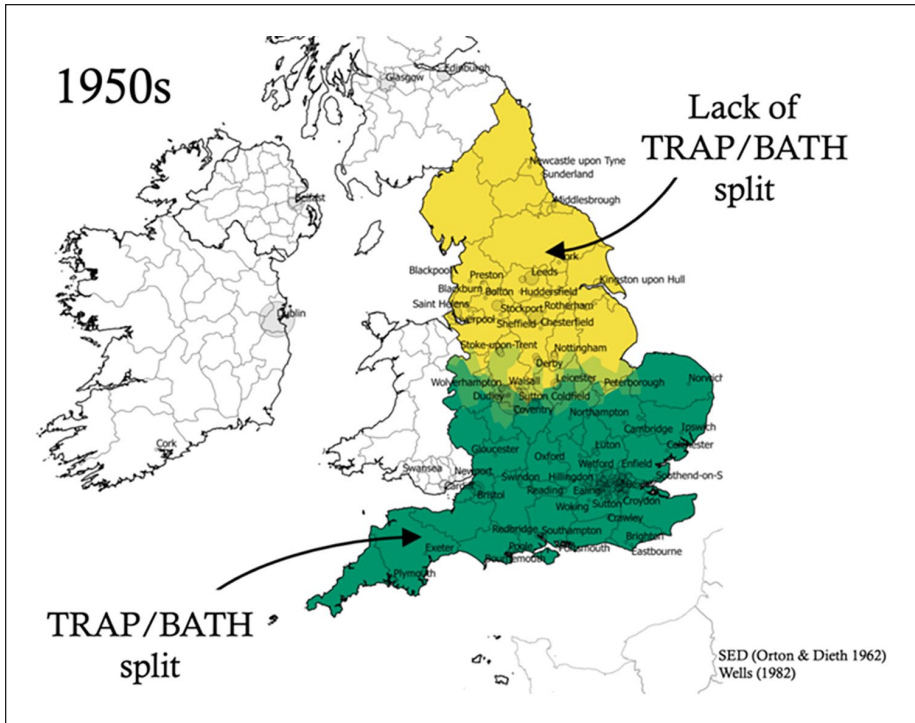 1950s
Glasgow
Edinburgh
Lack of
TRAP/BATH
split
Newcastle upon Tyne
Sunderland
Middlesbrough
Belfast
York
Blackpool
Preston
Leeds
Kingston upon Hull
Blackburn
Bolton
Huddersfield
Saint Helens
Stockport
Rotherham
Dublin
Liverpool
Sheffield
Chesterfield
Stoke-upon-Trent
Nottingham
Derby
Wolverhampton
Walsall
Leicester
Peterborough
Norwich
Dudley
Sutton Coldfield
Coventry
Northampton
Cambridge
Ipswich
Cork
Gloucester
Luton
Colchester
Oxford
Swansea
Newport
Watford
Enfield
Cardiff
Swindon
Hillingdon
Southend-on-S
Bristol
Reading
Ealing
Woking
Sutton
Croydon
Crawley
Redbridge
Southampton
Brighton
Exeter
Poole
Portsmouth
Eastbourne
Bournemouth
Plymouth
TRAP/BATH
split
SED (Orton & Dieth 1962)
Wells (1982)